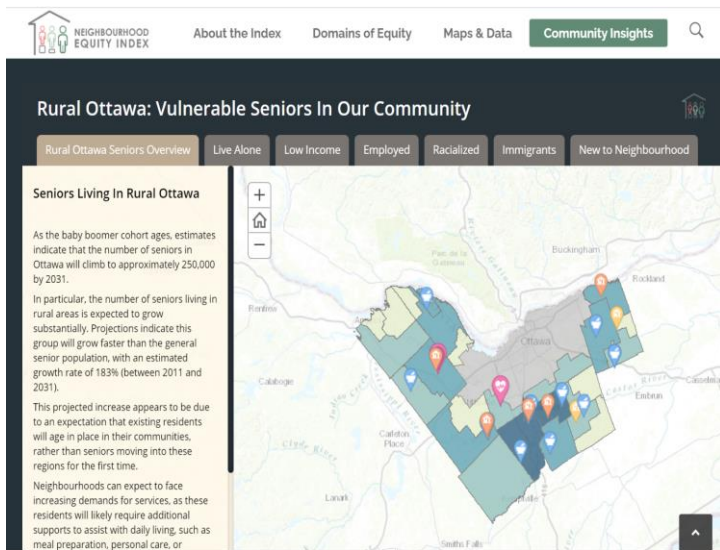 NEIGHBOURHOOD
EQUITY INDEX
About the Index
Domains of Equity
Maps & Data
Community Insights
Rural Ottawa: Vulnerable Seniors In Our Community
Rural Ottawa Seniors Overview
Live Alone
Low Income
Employed
Racialized
Immigrants
New to Neighbourhood
Seniors Living In Rural Ottawa
As the baby boomer cohort ages, estimates
indicate that the number of seniors in
Ottawa will climb to approximately 250,000
by 2031.
In particular, the number of seniors living in
rural areas is expected to grow
substantially. Projections indicate this
group will grow faster than the general
senior population, with an estimated
growth rate of 183% (between 2011 and
2031).
This projected increase appears to be due
to an expectation that existing residents
will age in place in their communities,
rather than seniors moving into these
regions for the first time.
Neighbourhoods can expect to face
increasing demands for services, as these
residents will likely require additional
supports to assist with daily living, such as
meal preparation, personal care, or
+
−
Parc de la
Gatineau
Buckingham
Rockland
Renfrew
Ottawa
Calabogie
Casselman
Embrun
Carleton
Place
Clyde River
Castor River
Lanark
Smiths Falls